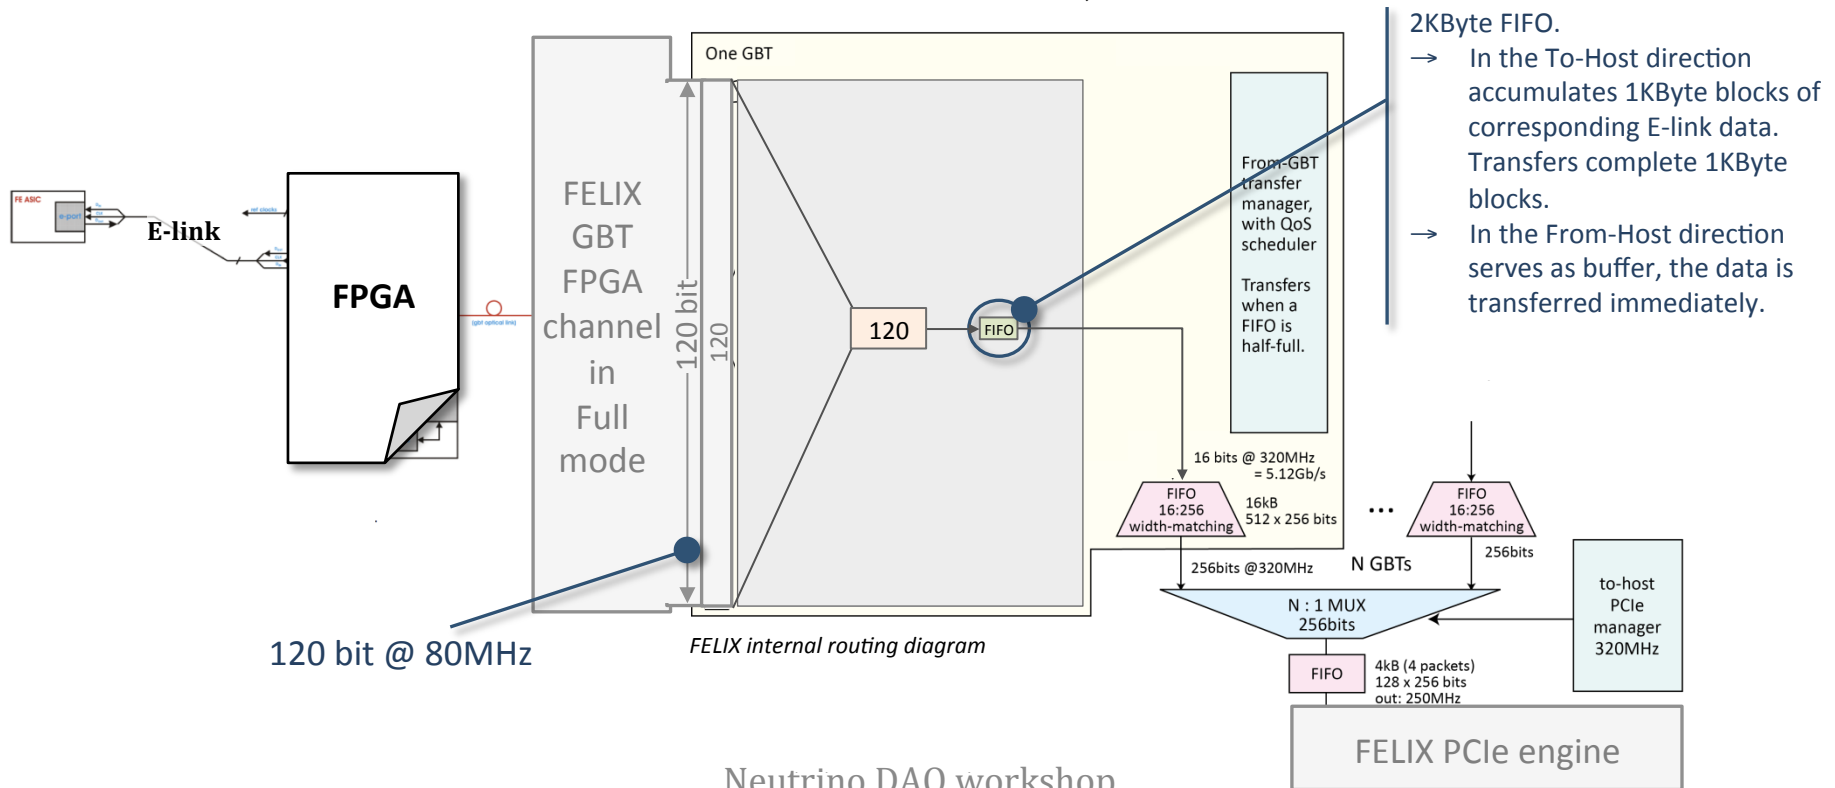 2KByte FIFO.
→ In the To-Host direction
accumulates 1KByte blocks of
corresponding E-link data.
Transfers complete 1KByte
blocks.
→ In the From-Host direction
serves as buffer, the data is
transferred immediately.
One GBT
FE ASIC
e-port
E-link
ref clocks
FPGA
(gbt optical link)
FELIX
GBT
FPGA
channel
in
Full
mode
120 bit
120
120
FIFO
From-GBT
transfer
manager,
with QoS
scheduler
Transfers
when a
FIFO is
half-full.
16 bits @ 320MHz
= 5.12Gb/s
FIFO
16:256
width-matching
16kB
512 x 256 bits
...
FIFO
16:256
width-matching
256bits @320MHz
N GBTs
256bits
N : 1 MUX
256bits
to-host
PCIe
manager
320MHz
120 bit @ 80MHz
FELIX internal routing diagram
FIFO
4kB (4 packets)
128 x 256 bits
out: 250MHz
FELIX PCIe engine
Neutrino DAQ workshop